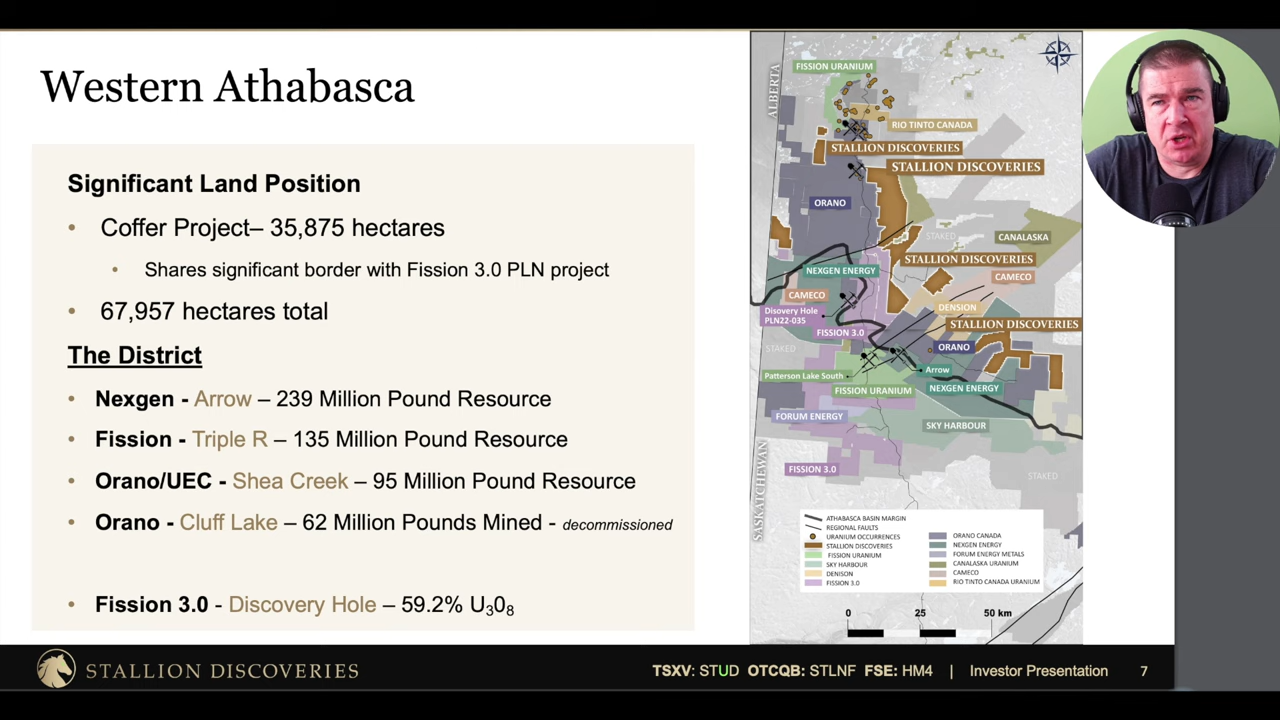 Western Athabasca
Significant Land Position
• Coffer Project– 35,875 hectares
• Shares significant border with Fission 3.0 PLN project
• 67,957 hectares total
The District
• Nexgen - Arrow – 239 Million Pound Resource
• Fission - Triple R – 135 Million Pound Resource
• Orano/UEC - Shea Creek – 95 Million Pound Resource
• Orano - Cluff Lake – 62 Million Pounds Mined - decommissioned
• Fission 3.0 - Discovery Hole – 59.2% U₃0₈
ALBERTA
FISSION URANIUM
RIO TINTO CANADA
STALLION DISCOVERIES
STALLION DISCOVERIES
ORANO
STAKED
CANALASKA
STALLION DISCOVERIES
NEXGEN ENERGY
CAMECO
CAMECO
DENSION
Disovery Hole
PLN22-035
STALLION DISCOVERIES
FISSION 3.0
STAKED
ORANO
Arrow
Patterson Lake South
FISSION URANIUM
NEXGEN ENERGY
FORUM ENERGY
SKY HARBOUR
SASKATCHEWAN
FISSION 3.0
STAKED
ATHABASCA BASIN MARGIN
REGIONAL FAULTS
URANIUM OCCURRENCES
STALLION DISCOVERIES
FISSION URANIUM
SKY HARBOUR
DENISON
FISSION 3.0
ORANO CANADA
NEXGEN ENERGY
FORUM ENERGY METALS
CANALASKA URANIUM
CAMECO
RIO TINTO CANADA URANIUM
0 25 50 km
STALLION DISCOVERIES
TSXV: STUD OTCQB: STLNF FSE: HM4 | Investor Presentation 7